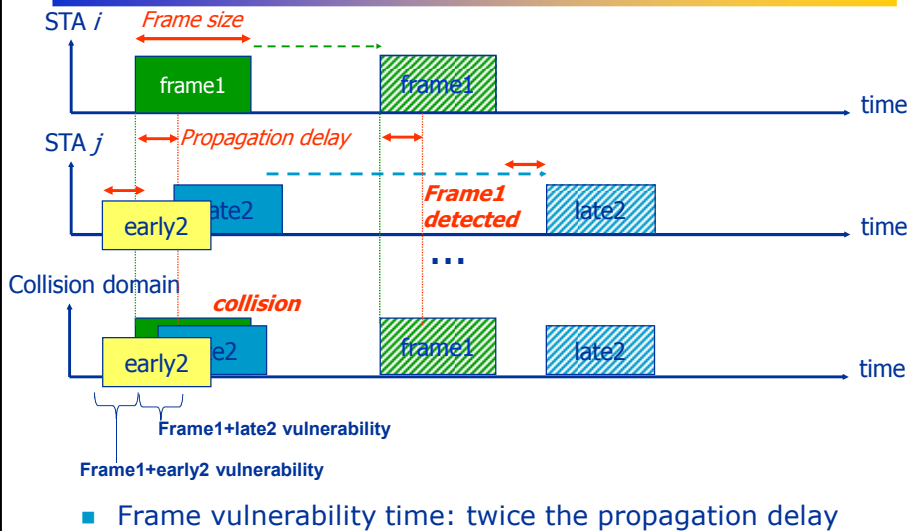 STA i
Frame size
frame1
frame1
time
STA j
Propagation delay
early2
late2
Frame1
detected
late2
time
...
Collision domain
collision
early2
e2
frame1
late2
time
Frame1+late2 vulnerability
Frame1+early2 vulnerability
Frame vulnerability time: twice the propagation delay